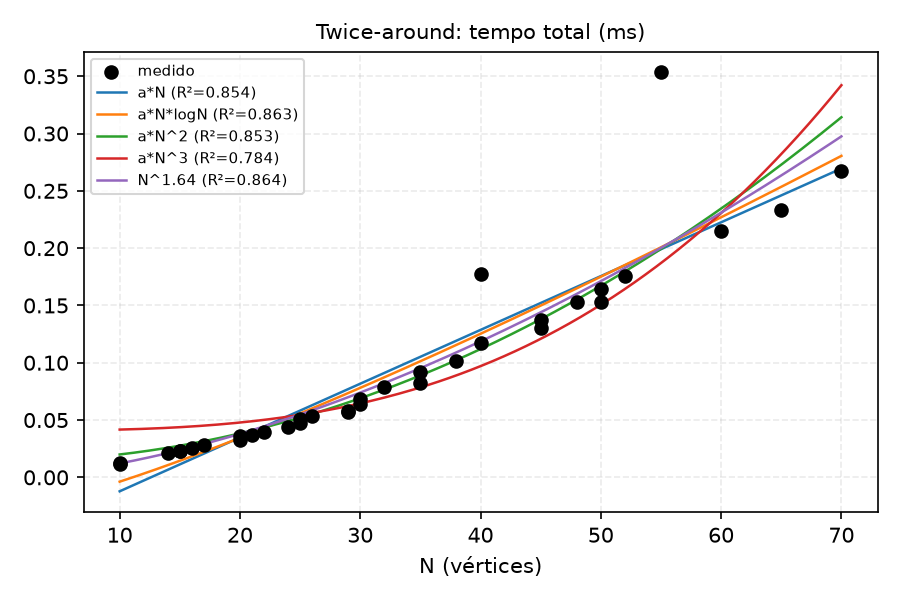 Twice-around: tempo total (ms)
0.35
0.30
0.25
0.20
0.15
0.10
0.05
0.00
medido
a*N (R²=0.854)
a*N*logN (R²=0.863)
a*N^2 (R²=0.853)
a*N^3 (R²=0.784)
N^1.64 (R²=0.864)
10 20 30 40 50 60 70
N (vértices)